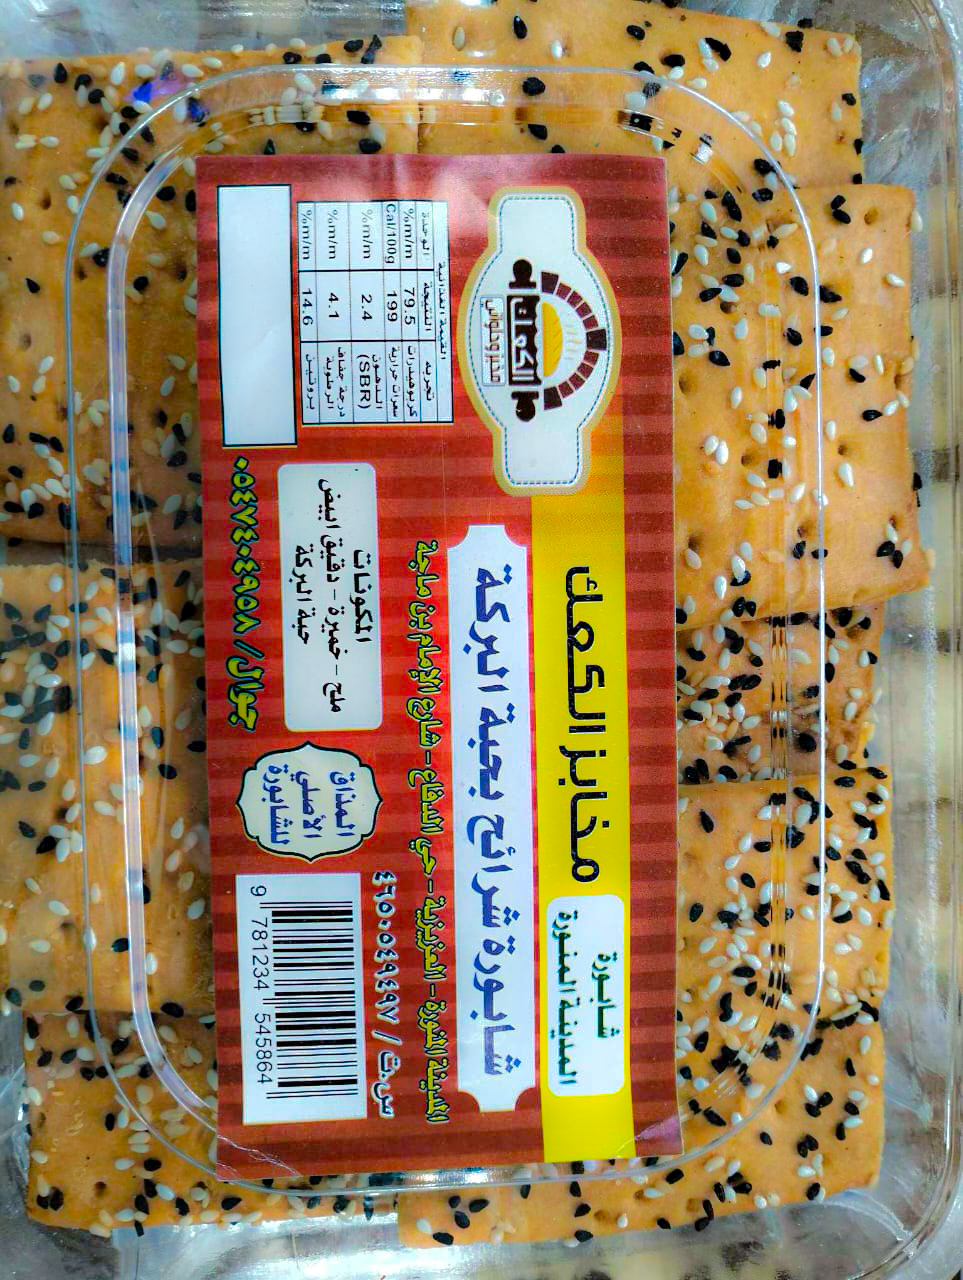 شابورة
المدينة المنورة
مخابز الكعك
شابورة شرائح بحبة البركة
المدينة المنورة - العزيزية - حي الدفاع - شارع الإمام بن ماجة
س.ت / ٤٦٥٠٥٤٩٤٩٧
الكعك
مخبز وحلواني
القيمة الغذائية
تجربه النتيجة الوحدة
كربوهيدرات 79.5 %m/m
سعرات حرارية 199 Cal/100g
الدهون (SBR) 2.4 %m/m
درجة جفاف الرطوبة 4.1 %m/m
بروتين 14.6 %m/m
المكونات
ملح - خميرة - دقيق ابيض
حبة البركة
المذاق
الأصلي
للشابورة
جوال / ٠٥٤٧٤٠٤٩٥٨
9 781234 545864